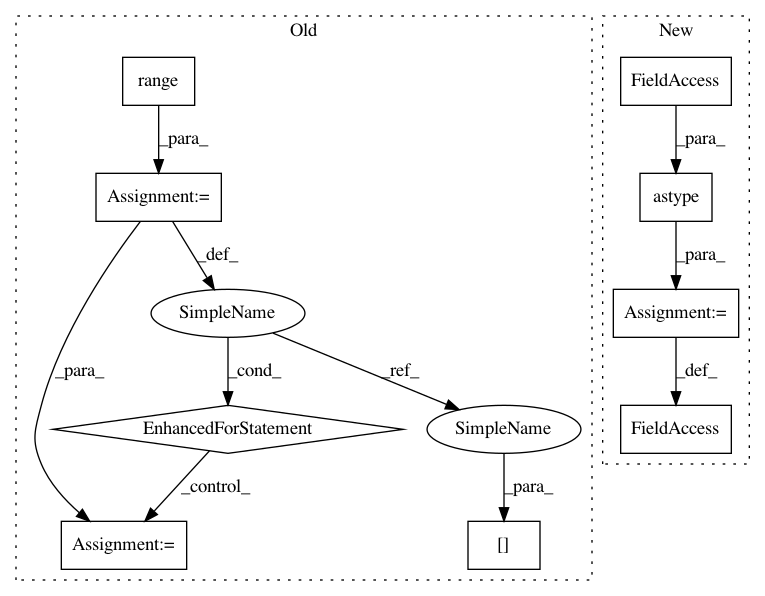 Old
New
range
FieldAccess
_para_
_para_
Assignment:=
astype
_def_
_para_
SimpleName
Assignment:=
_para_
_cond_
_ref_
_def_
EnhancedForStatement
SimpleName
FieldAccess
_control_
_para_
Assignment:=
[]